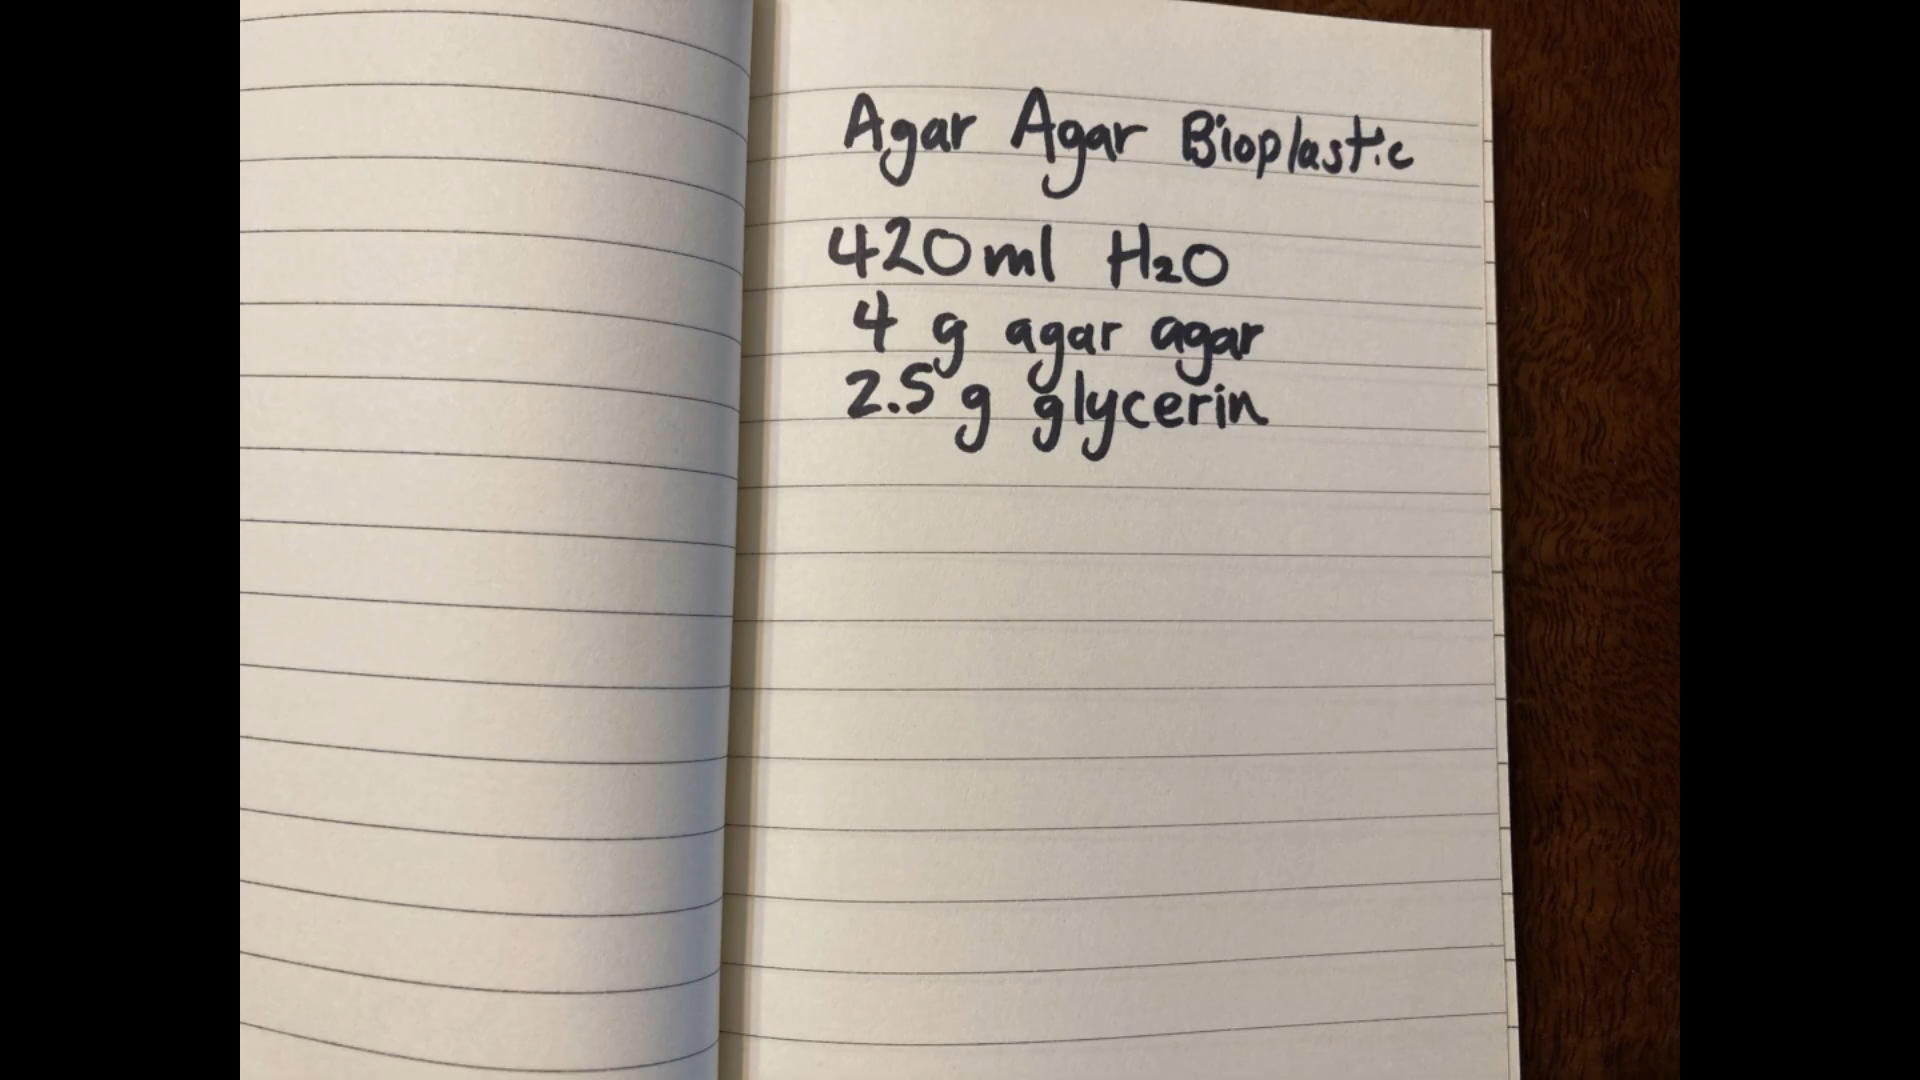 Agar Agar Bioplastic
420ml H₂O
4 g agar agar
2.5 g glycerin